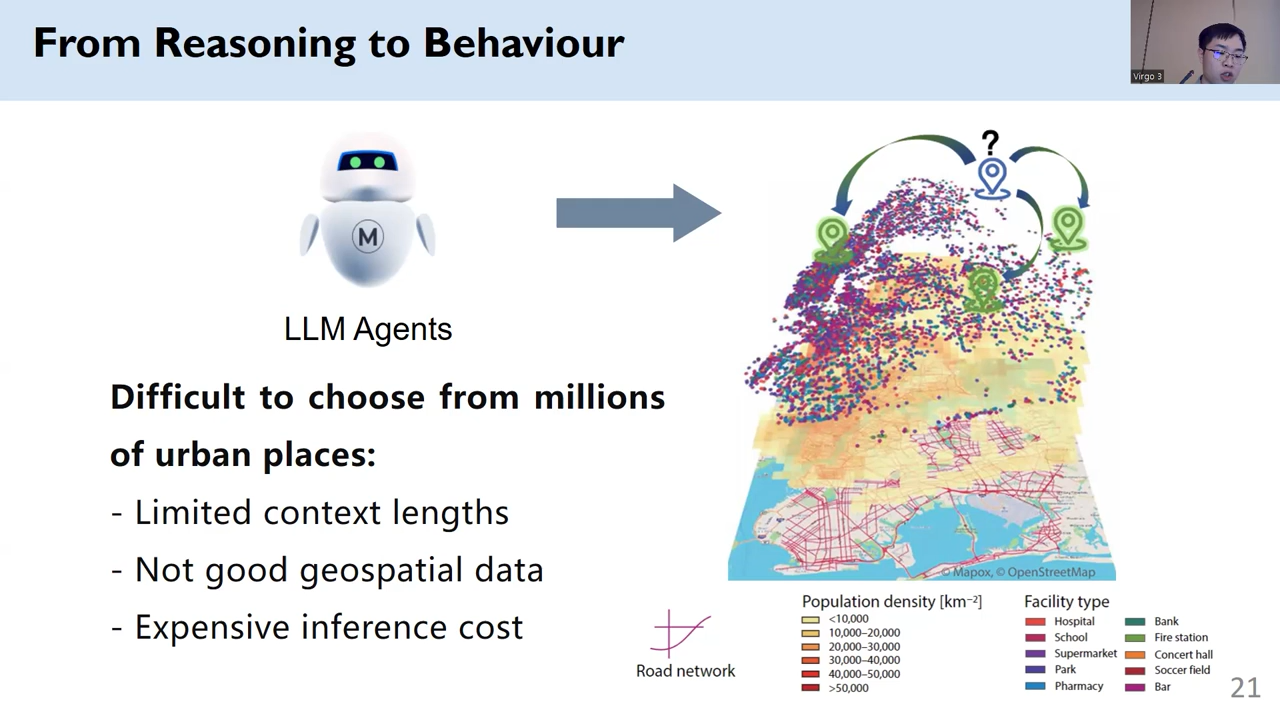 From Reasoning to Behaviour
Virgo 3
?
M
LLM Agents
Difficult to choose from millions
of urban places:
- Limited context lengths
- Not good geospatial data
- Expensive inference cost
© Mapox, © OpenStreetMap
Road network
Population density [km⁻²]
<10,000
10,000–20,000
20,000–30,000
30,000–40,000
40,000–50,000
>50,000
Facility type
Hospital
School
Supermarket
Park
Pharmacy
Bank
Fire station
Concert hall
Soccer field
Bar
21